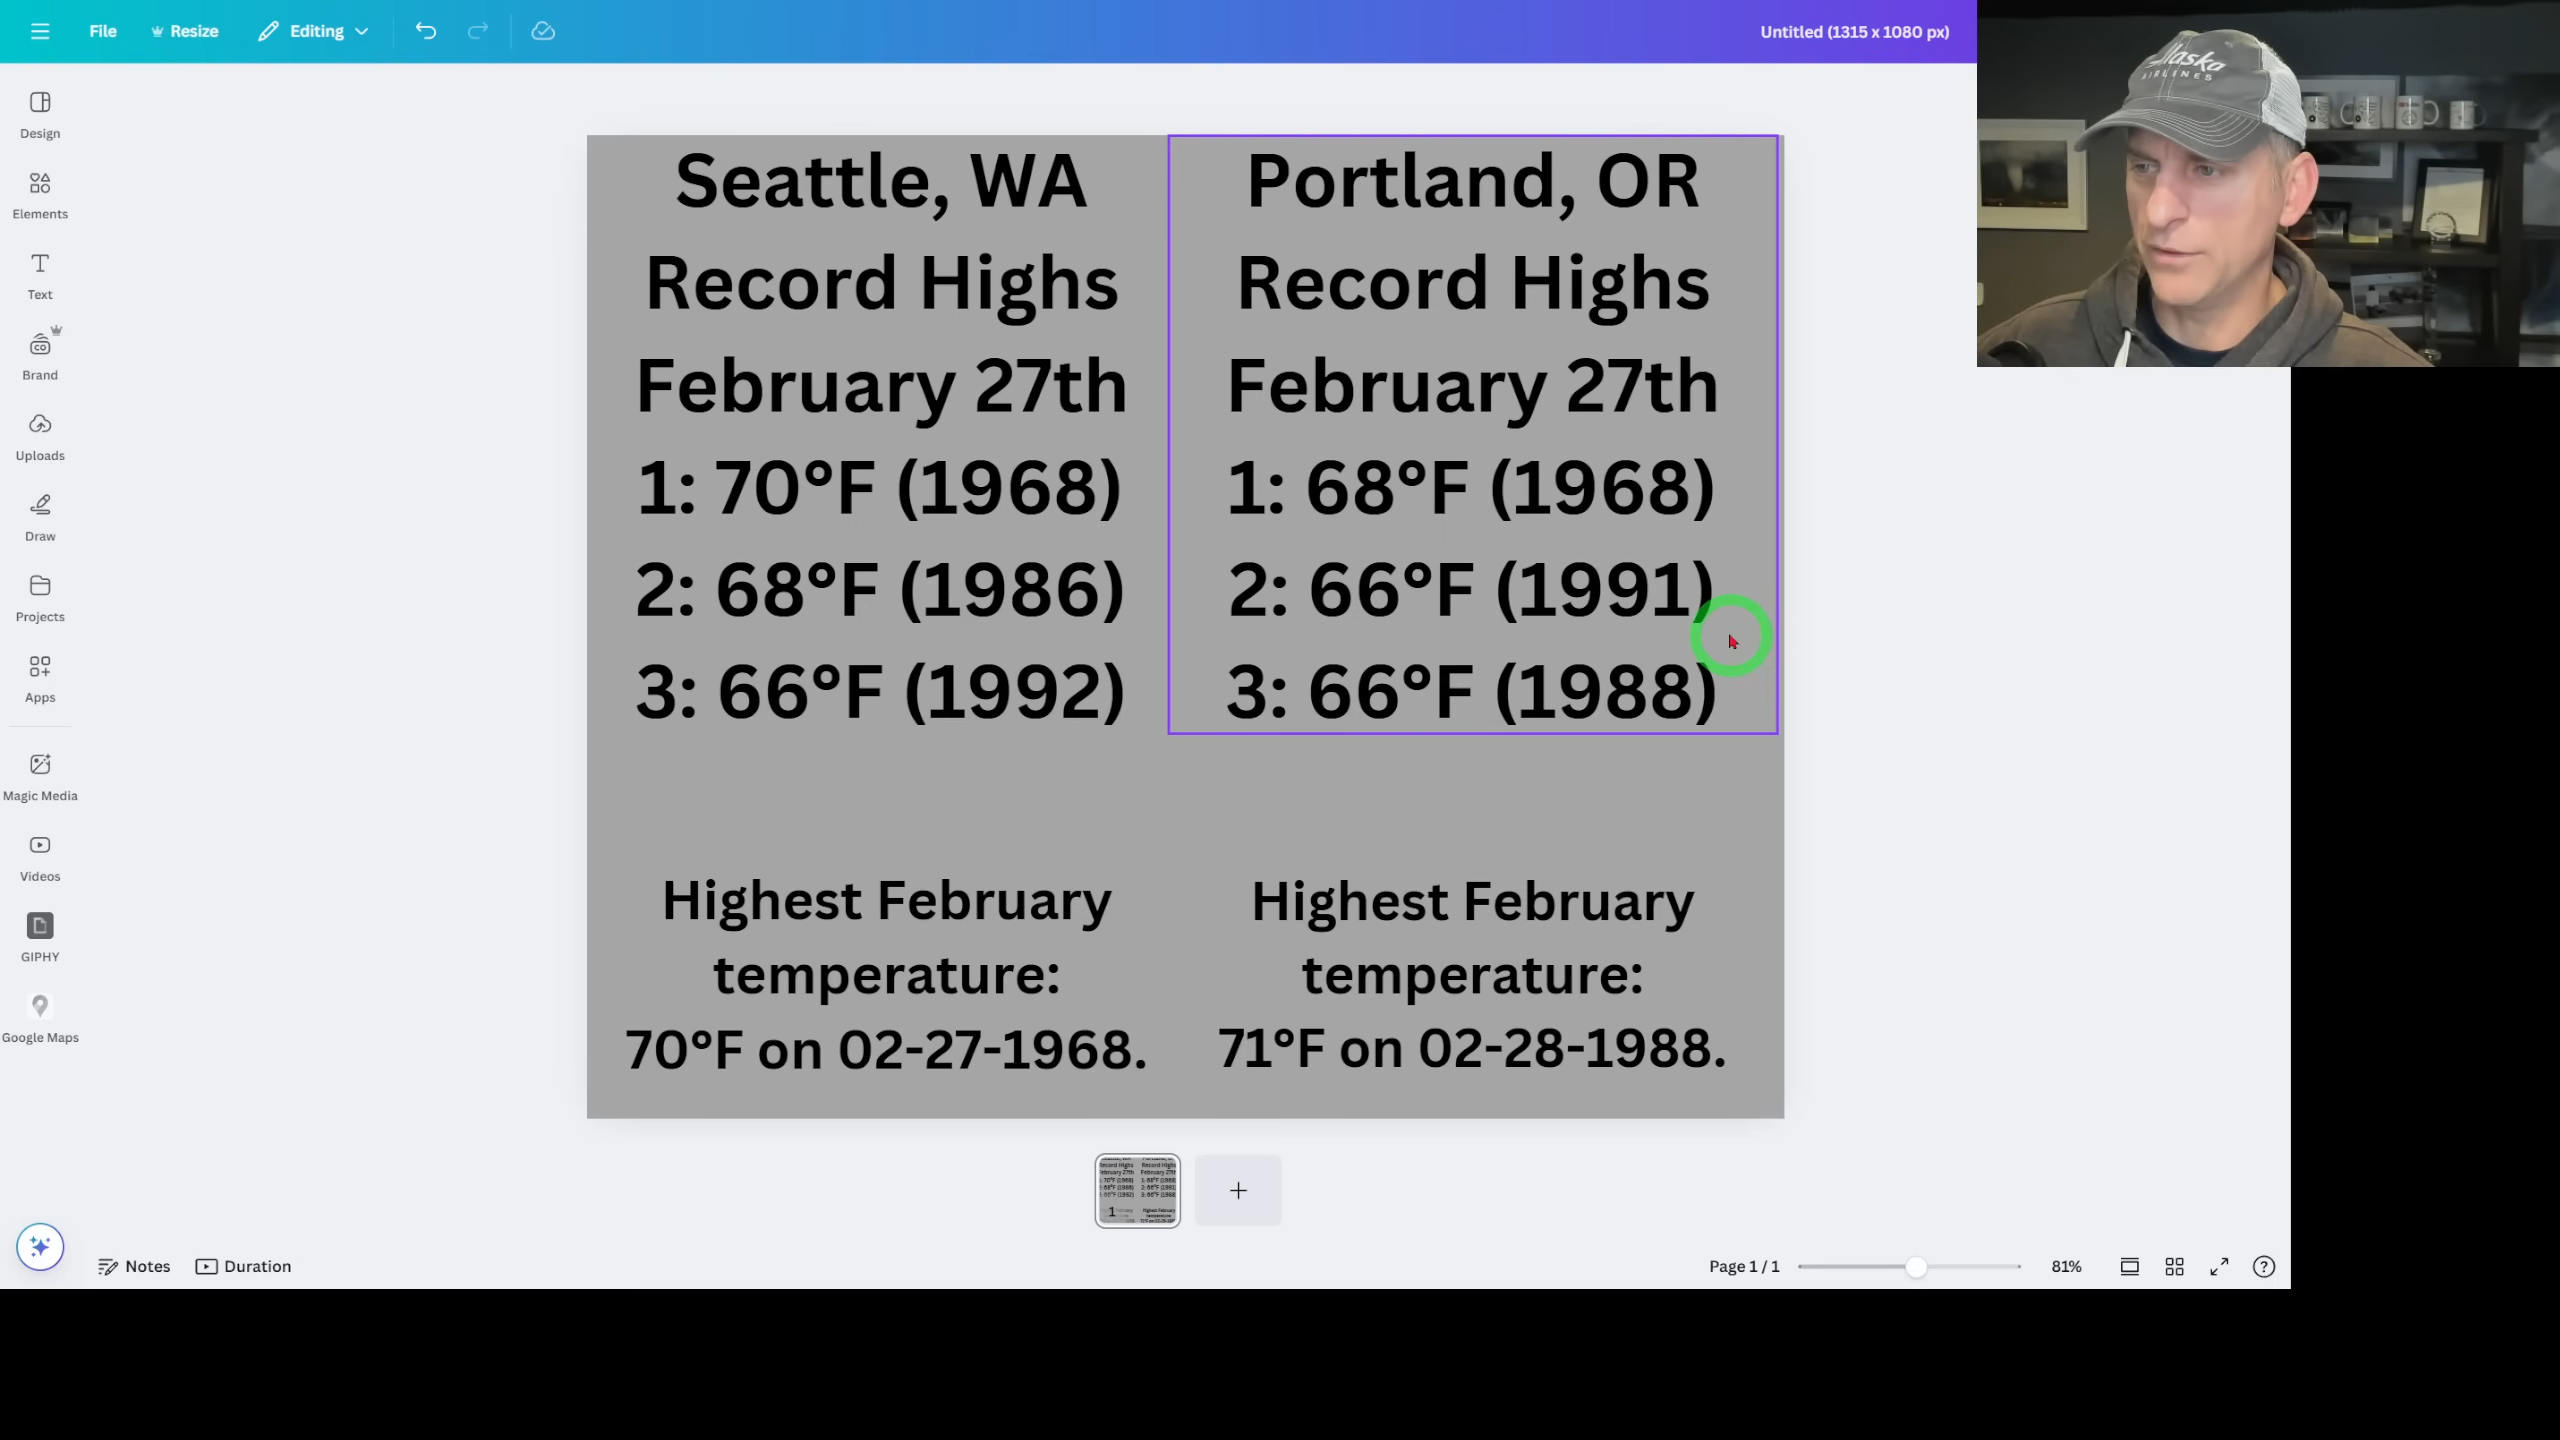 File
Resize
Editing
Untitled (1315 x 1080 px)
Alaska
AIRLINES
Design
Elements
Text
Brand
Uploads
Draw
Projects
Apps
Magic Media
Videos
GIPHY
Google Maps
Seattle, WA
Record Highs
February 27th
1: 70°F (1968)
2: 68°F (1986)
3: 66°F (1992)
Highest February
temperature:
70°F on 02-27-1968.
Portland, OR
Record Highs
February 27th
1: 68°F (1968)
2: 66°F (1991)
3: 66°F (1988)
Highest February
temperature:
71°F on 02-28-1988.
1
Notes
Duration
Page 1 / 1
81%